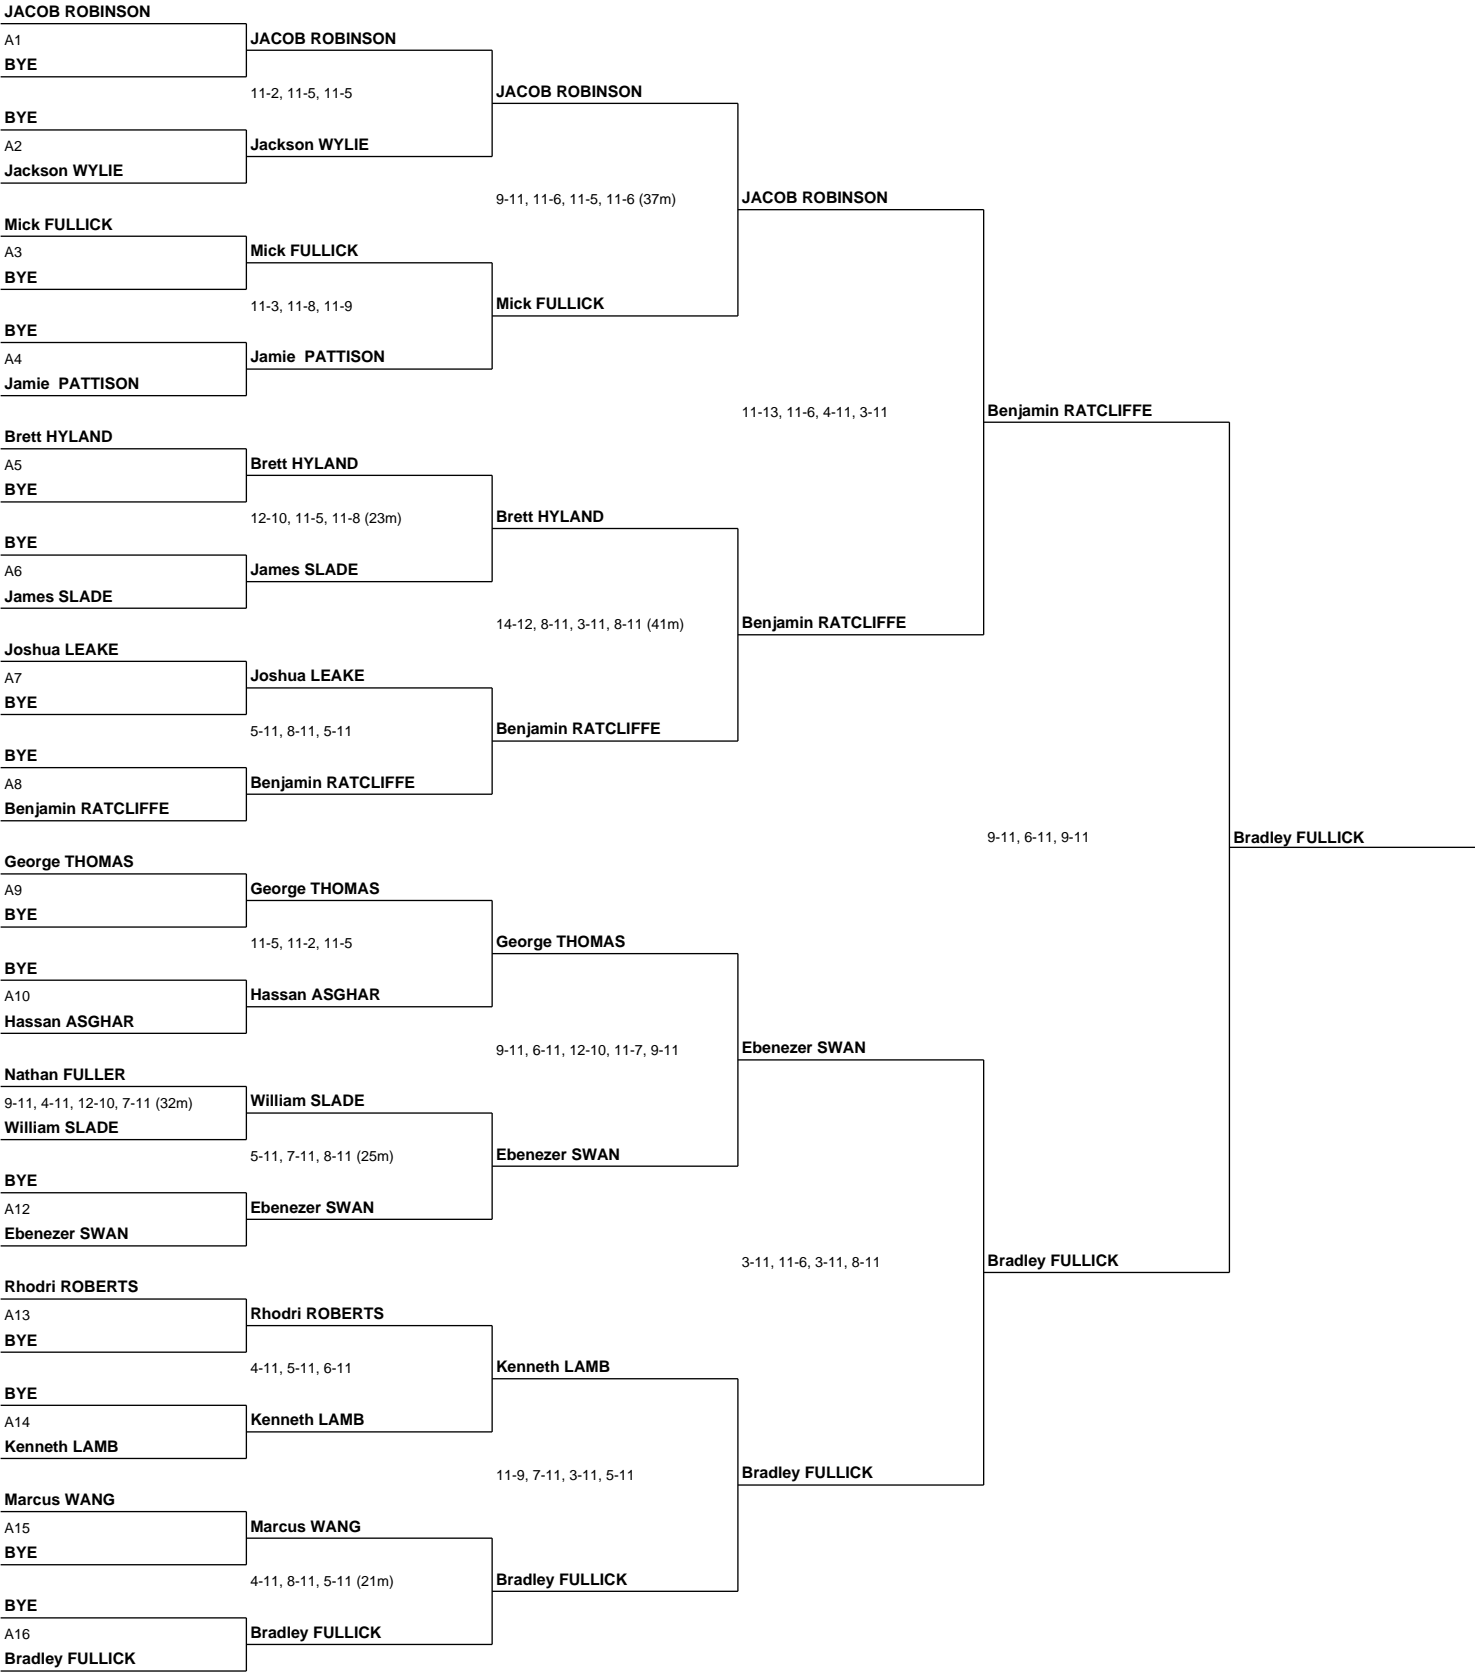 JACOB ROBINSON
A1
JACOB ROBINSON
BYE
11-2, 11-5, 11-5
JACOB ROBINSON
BYE
A2
Jackson WYLIE
Jackson WYLIE
9-11, 11-6, 11-5, 11-6 (37m)
JACOB ROBINSON
Mick FULLICK
A3
Mick FULLICK
BYE
11-3, 11-8, 11-9
Mick FULLICK
BYE
A4
Jamie  PATTISON
Jamie  PATTISON
11-13, 11-6, 4-11, 3-11
Benjamin RATCLIFFE
Brett HYLAND
A5
Brett HYLAND
BYE
12-10, 11-5, 11-8 (23m)
Brett HYLAND
BYE
A6
James SLADE
James SLADE
14-12, 8-11, 3-11, 8-11 (41m)
Benjamin RATCLIFFE
Joshua LEAKE
A7
Joshua LEAKE
BYE
5-11, 8-11, 5-11
Benjamin RATCLIFFE
BYE
A8
Benjamin RATCLIFFE
Benjamin RATCLIFFE
9-11, 6-11, 9-11
Bradley FULLICK
George THOMAS
A9
George THOMAS
BYE
11-5, 11-2, 11-5
George THOMAS
BYE
A10
Hassan ASGHAR
Hassan ASGHAR
9-11, 6-11, 12-10, 11-7, 9-11
Ebenezer SWAN
Nathan FULLER
9-11, 4-11, 12-10, 7-11 (32m)
William SLADE
William SLADE
5-11, 7-11, 8-11 (25m)
Ebenezer SWAN
BYE
A12
Ebenezer SWAN
Ebenezer SWAN
3-11, 11-6, 3-11, 8-11
Bradley FULLICK
Rhodri ROBERTS
A13
Rhodri ROBERTS
BYE
4-11, 5-11, 6-11
Kenneth LAMB
BYE
A14
Kenneth LAMB
Kenneth LAMB
11-9, 7-11, 3-11, 5-11
Bradley FULLICK
Marcus WANG
A15
Marcus WANG
BYE
4-11, 8-11, 5-11 (21m)
Bradley FULLICK
BYE
A16
Bradley FULLICK
Bradley FULLICK